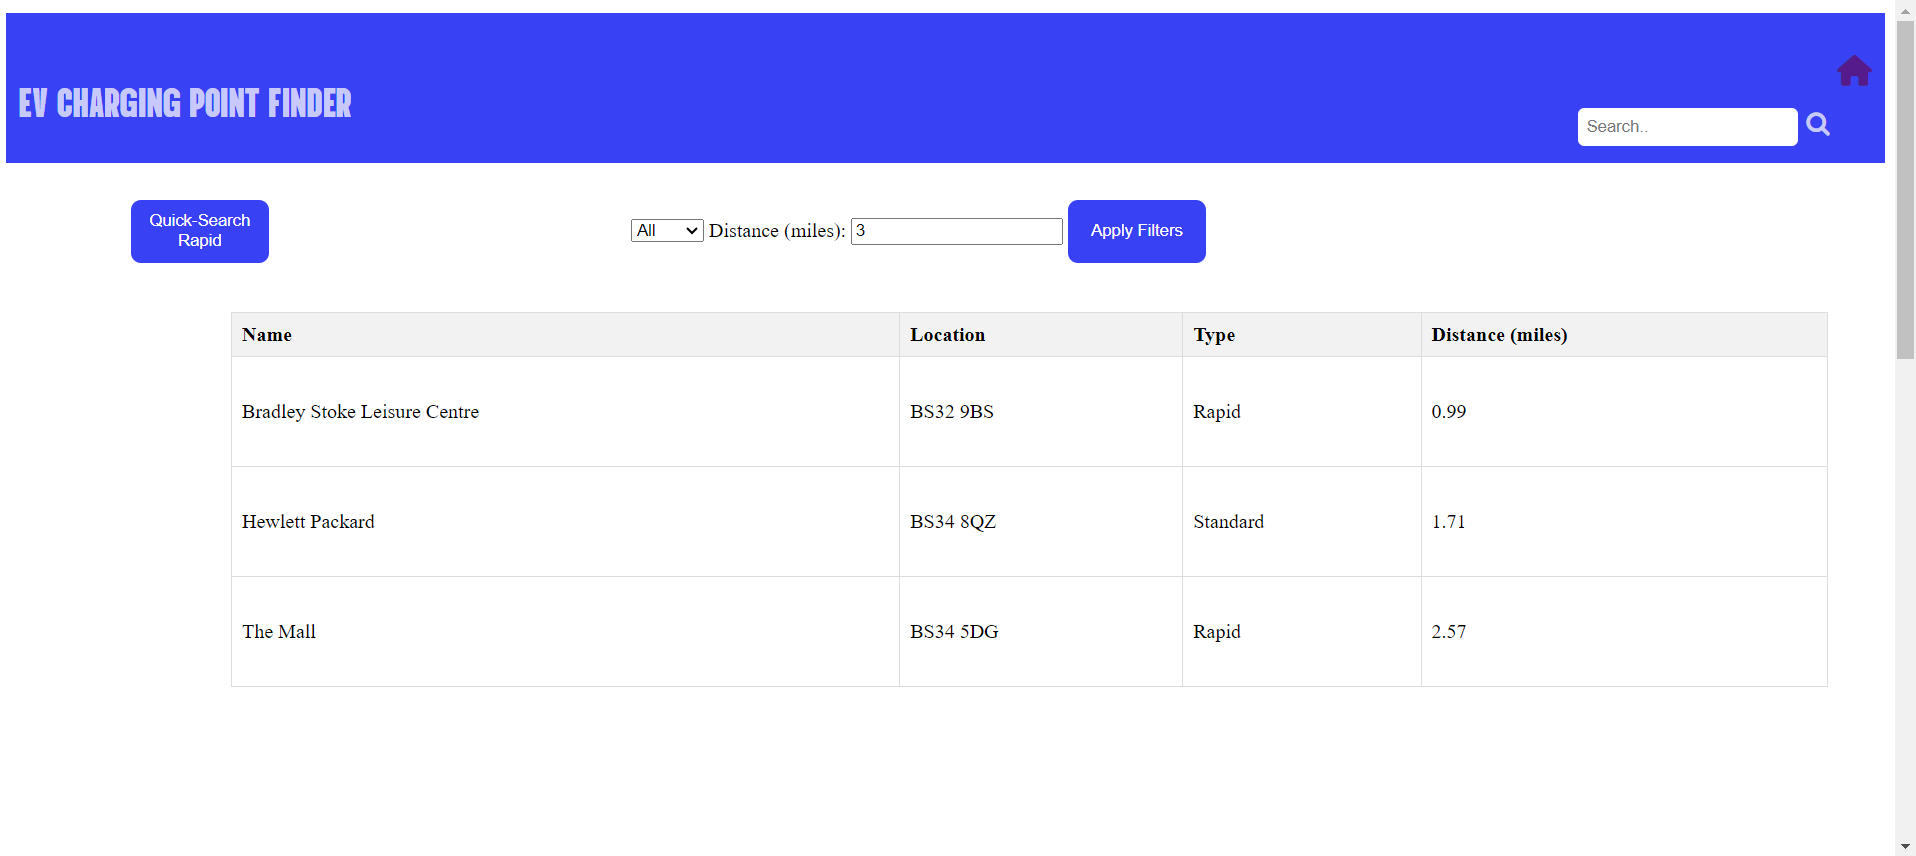 EV CHARGING POINT FINDER
Search..
Quick-Search
Rapid
All Distance (miles): 3 Apply Filters
Name Location Type Distance (miles)
Bradley Stoke Leisure Centre BS32 9BS Rapid 0.99
Hewlett Packard BS34 8QZ Standard 1.71
The Mall BS34 5DG Rapid 2.57